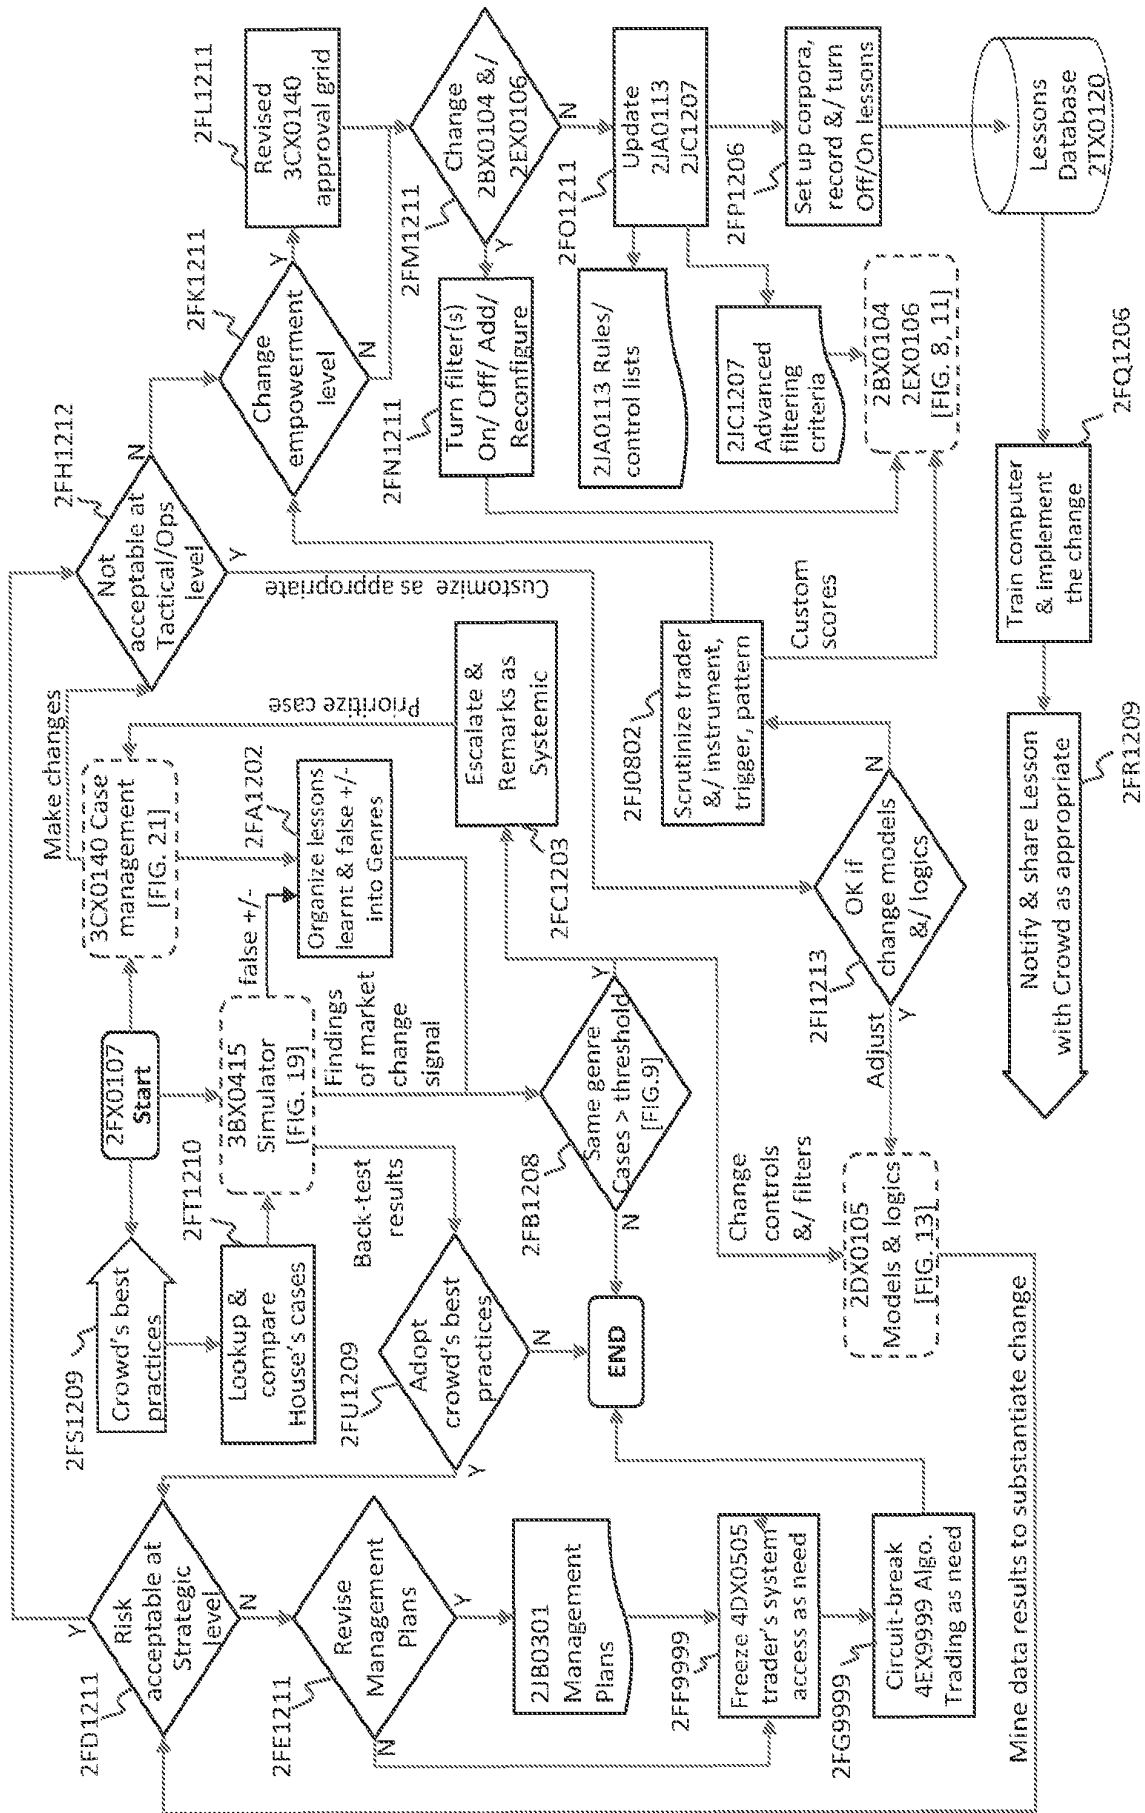 2FS1209
Crowd's best
practices
2FX0107
Start
3CX0140 Case
management
[FIG. 21]
Make changes
2FH1212
Not
acceptable at
Tactical/Ops
level
N
Y
2FD1211
Risk
acceptable at
Strategic
level
Y
N
2FT1210
Lookup &
compare
House's cases
3BX0415
Simulator
[FIG. 19]
false +/-
2FA1202
Organize lessons
learnt & false +/-
into Genres
Prioritize case
2FK1211
Change
empowerment
level
Y
N
2FL1211
Revised
3CX0140
approval grid
2FE1211
Revise
Management
Plans
Y
N
2FU1209
Adopt
crowd's best
practices
Y
N
Back-test
results
Findings
of market
change
signal
Escalate &
Remarks as
Systemic
2FC1203
Customize as appropriate
2FM1211
Change
2BX0104 &/
2EX0106
Y
N
2FN1211
Turn filter(s)
On/ Off/ Add/
Reconfigure
2JB0301
Management
Plans
END
2FB1208
Same genre
Cases > threshold
[FIG.9]
Y
N
2FO1211
Update
2JA0113
2JC1207
2JA0113 Rules/
control lists
2FF9999
Freeze 4DX0505
trader's system
access as need
Change
controls
&/ filters
2FJ0802
Scrutinize trader
&/ instrument,
trigger, pattern
2JC1207
Advanced
filtering
criteria
2FP1206
Set up corpora,
record &/ turn
Off/On lessons
2FG9999
Circuit-break
4EX9999 Algo.
Trading as need
2DX0105
Models & logics
[FIG. 13]
Adjust
Y
2FI1213
OK if
change models
&/ logics
N
Custom
scores
2BX0104
2EX0106
[FIG. 8, 11]
Mine data results to substantiate change
Lessons
Database
2TX0120
Notify & share Lesson
with Crowd as appropriate
2FR1209
Train computer
& implement
the change
2FQ1206